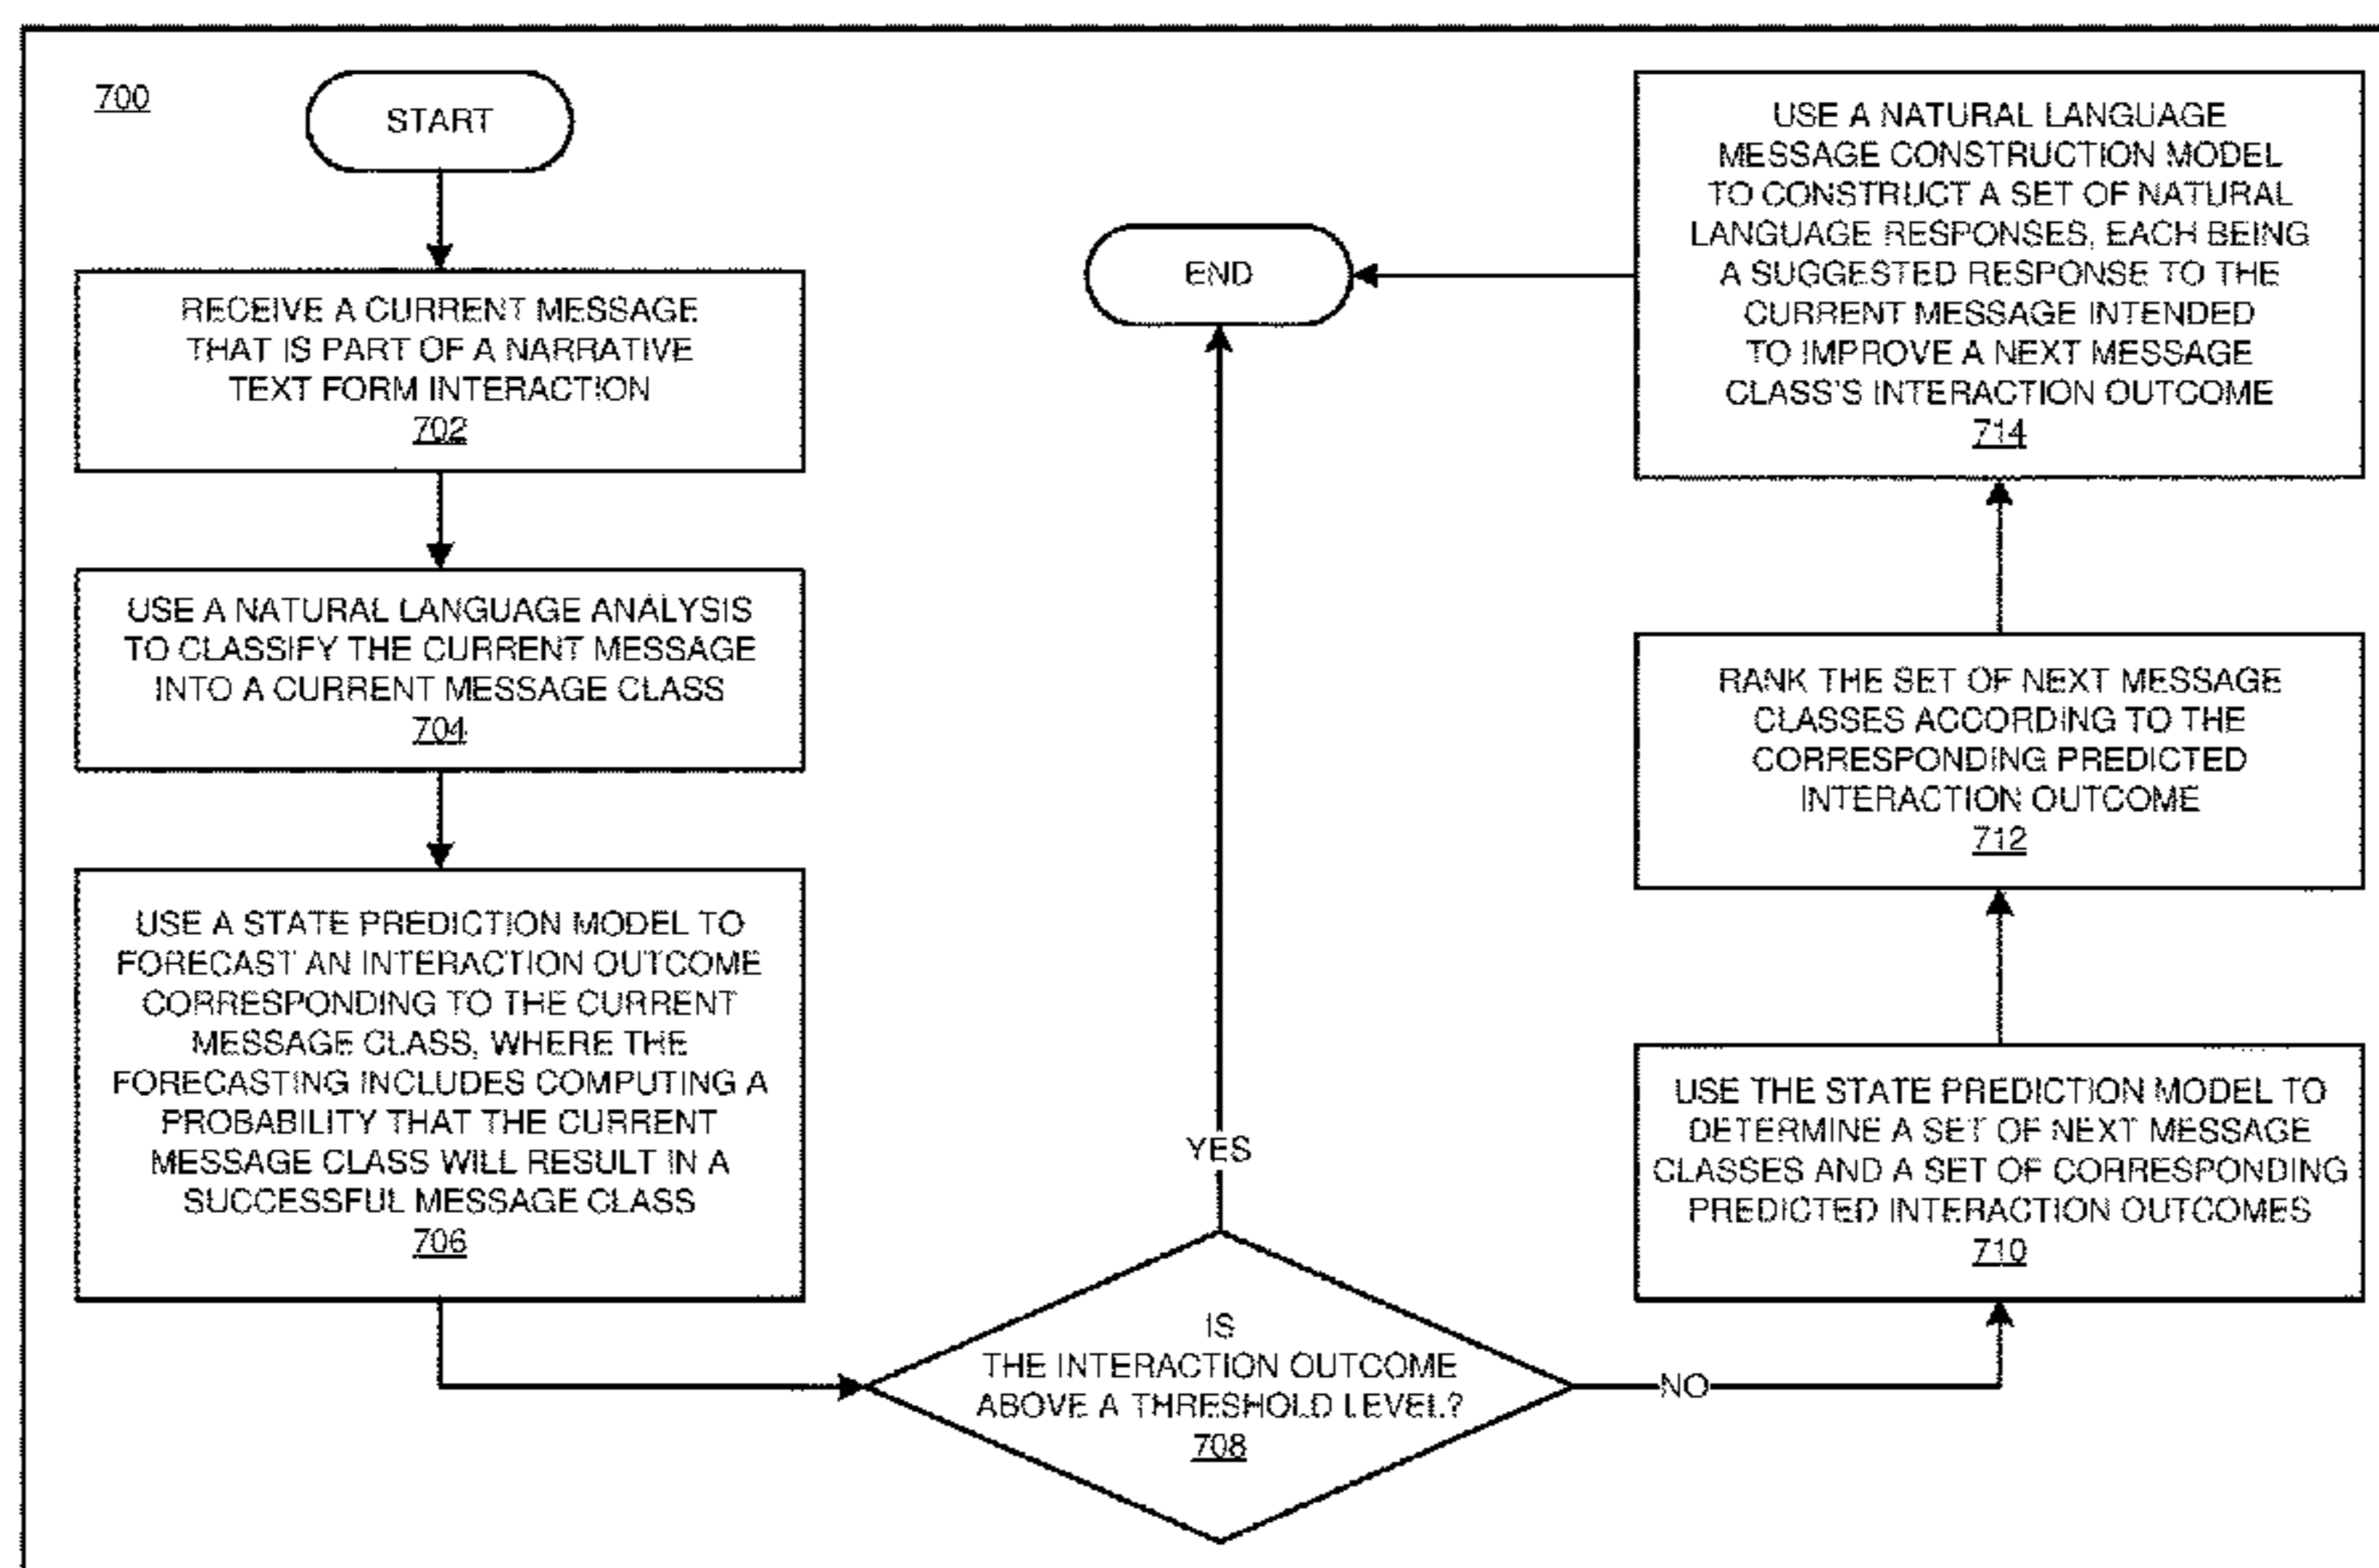 700
START
RECEIVE A CURRENT MESSAGE
THAT IS PART OF A NARRATIVE
TEXT FORM INTERACTION
702
USE A NATURAL LANGUAGE ANALYSIS
TO CLASSIFY THE CURRENT MESSAGE
INTO A CURRENT MESSAGE CLASS
704
USE A STATE PREDICTION MODEL TO
FORECAST AN INTERACTION OUTCOME
CORRESPONDING TO THE CURRENT
MESSAGE CLASS, WHERE THE
FORECASTING INCLUDES COMPUTING A
PROBABILITY THAT THE CURRENT
MESSAGE CLASS WILL RESULT IN A
SUCCESSFUL MESSAGE CLASS
706
IS
THE INTERACTION OUTCOME
ABOVE A THRESHOLD LEVEL?
708
YES
END
NO
USE THE STATE PREDICTION MODEL TO
DETERMINE A SET OF NEXT MESSAGE
CLASSES AND A SET OF CORRESPONDING
PREDICTED INTERACTION OUTCOMES
710
RANK THE SET OF NEXT MESSAGE
CLASSES ACCORDING TO THE
CORRESPONDING PREDICTED
INTERACTION OUTCOME
712
USE A NATURAL LANGUAGE
MESSAGE CONSTRUCTION MODEL
TO CONSTRUCT A SET OF NATURAL
LANGUAGE RESPONSES, EACH BEING
A SUGGESTED RESPONSE TO THE
CURRENT MESSAGE INTENDED
TO IMPROVE A NEXT MESSAGE
CLASS'S INTERACTION OUTCOME
714